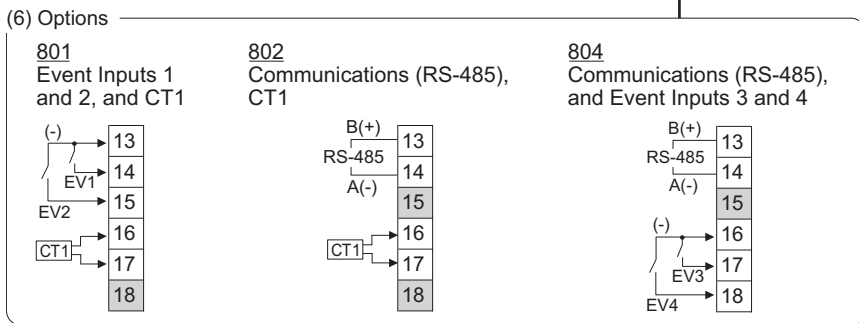 (6) Options
801
Event Inputs 1
and 2, and CT1
(-)
EV1
EV2
CT1
13
14
15
16
17
18
802
Communications (RS-485),
CT1
B(+)
RS-485
A(-)
CT1
13
14
15
16
17
18
804
Communications (RS-485),
and Event Inputs 3 and 4
B(+)
RS-485
A(-)
(-)
EV3
EV4
13
14
15
16
17
18